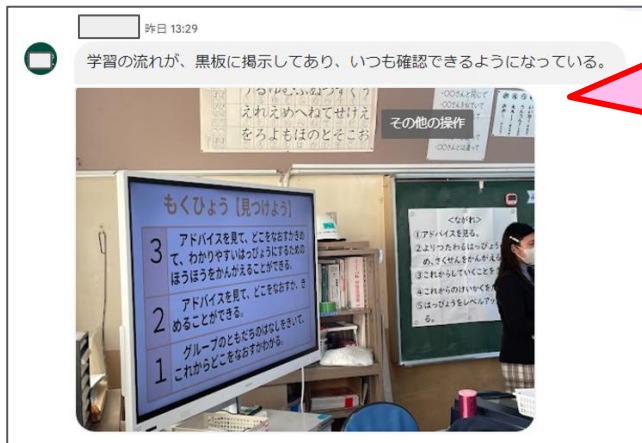 昨日 13:29
学習の流れが、黒板に掲示してあり、いつも確認できるようになっている。
えれえめへねてせけえ
をろよもほのとそこお
その他の操作
もくひょう【見つけよう】
3 アドバイスを見て、どこをなおすかきめ
て、わかりやすいはっぴょうにするための
ほうほうをかんがえることができる。
2 アドバイスを見て、どこをなおすか、き
めることができる。
1 グループのともだちのはなしをきいて、
これからどこをなおすかわかる。
<ながれ>
①アドバイスを見る。
②よりつたわるはっぴょう
め、さくせんをかんがえ
③これからしていくことを
④これからのけいかくを
⑤はっぴょうをレベルアッ
る。